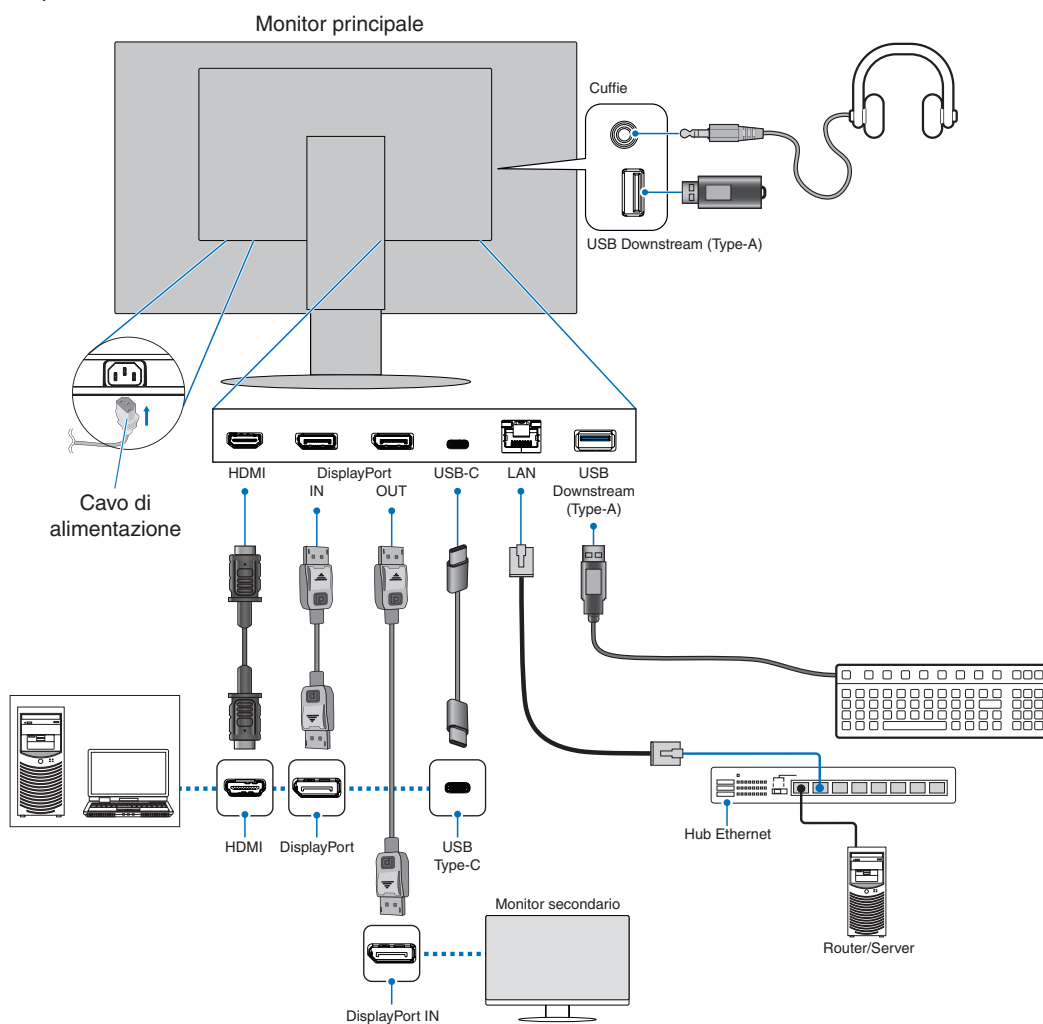 Monitor principale
Cuffie
USB Downstream (Type-A)
HDMI
DisplayPort
IN
OUT
USB-C
LAN
USB
Downstream
(Type-A)
Cavo di
alimentazione
HDMI
DisplayPort
USB
Type-C
Hub Ethernet
Router/Server
Monitor secondario
DisplayPort IN